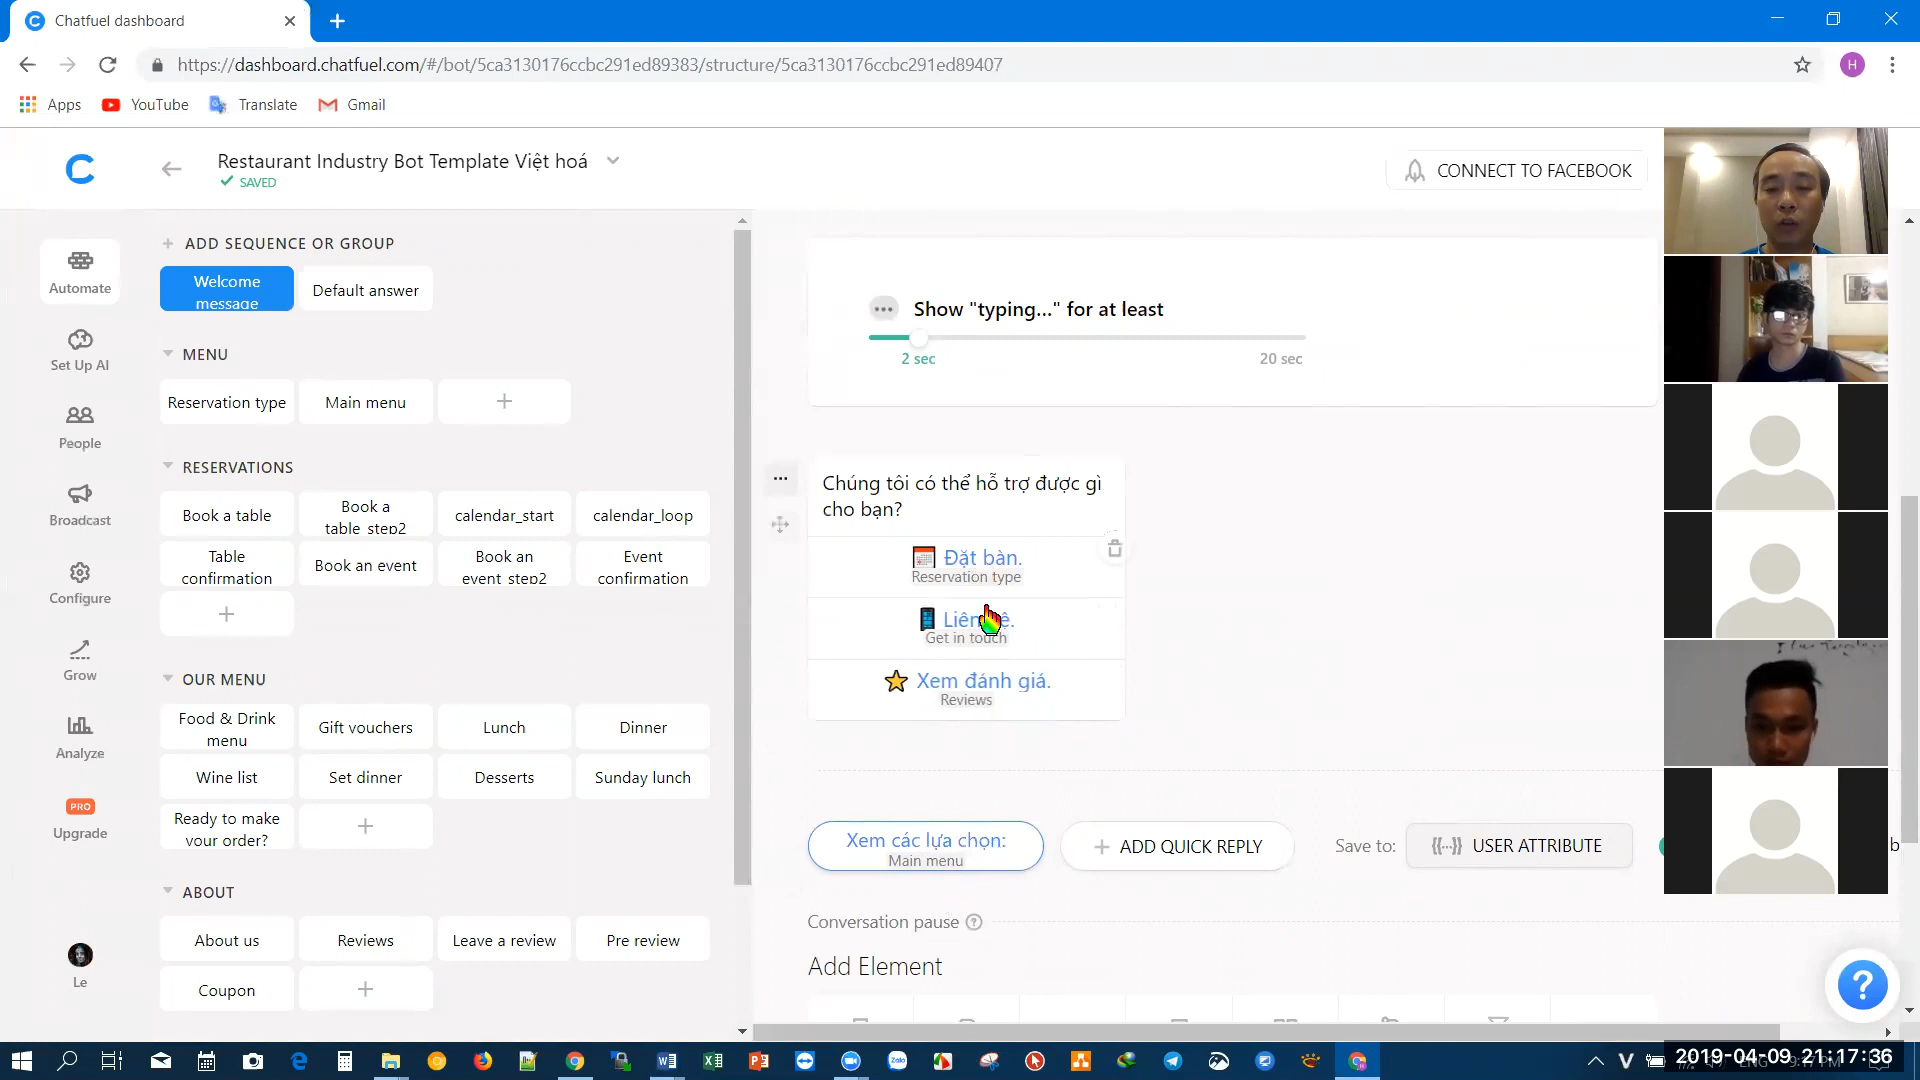 Chatfuel dashboard
https://dashboard.chatfuel.com/#/bot/5ca3130176ccbc291ed89383/structure/5ca3130176ccbc291ed89407
H
Apps
YouTube
Translate
Gmail
Restaurant Industry Bot Template Việt hoá
SAVED
CONNECT TO FACEBOOK
Automate
Set Up AI
People
Broadcast
Configure
Grow
Analyze
PRO
Upgrade
Le
ADD SEQUENCE OR GROUP
Welcome
message
Default answer
MENU
Reservation type
Main menu
RESERVATIONS
Book a table
Book a
table_step2
calendar_start
calendar_loop
Table
confirmation
Book an event
Book an
event_step2
Event
confirmation
OUR MENU
Food & Drink
menu
Gift vouchers
Lunch
Dinner
Wine list
Set dinner
Desserts
Sunday lunch
Ready to make
your order?
ABOUT
About us
Reviews
Leave a review
Pre review
Coupon
Show "typing..." for at least
2 sec
20 sec
Chúng tôi có thể hỗ trợ được gì
cho bạn?
Đặt bàn.
Reservation type
Get in touch
Xem đánh giá.
Reviews
Xem các lựa chọn:
Main menu
ADD QUICK REPLY
Save to:
USER ATTRIBUTE
b
Conversation pause
Add Element
2019-04-09 21:17:36